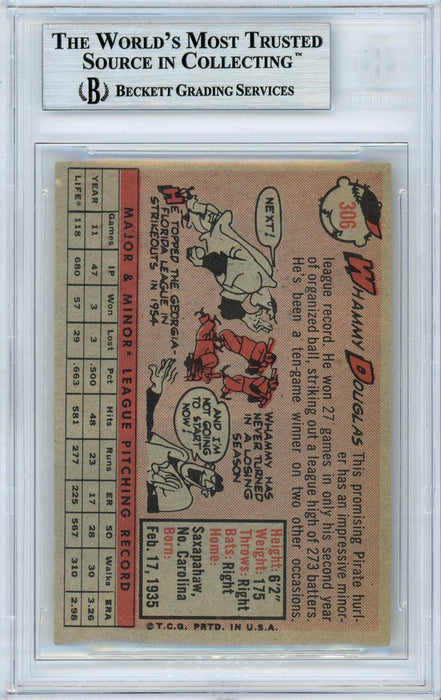 THE WORLD'S MOST TRUSTED
SOURCE IN COLLECTING™
BECKETT GRADING SERVICES
306
WHAMMY DOUGLAS This promising Pirate hurl-
er has an impressive minor-
league record. He won 27 games in only his second year
of organized ball, striking out a league high of 273 batters.
He's been a ten-game winner on two other occasions.
NEXT!
HE TOPPED THE GEORGIA-
FLORIDA LEAGUE IN
STRIKEOUTS IN 1954
WHAMMY HAS
NEVER TURNED
IN A LOSING
SEASON
AND I'M
NOT GOING
TO START
NOW!
Height: 6'2"
Weight: 175
Throws: Right
Bats: Right
Home:
Saxapahaw,
No. Carolina
Born:
Feb. 17, 1935
MAJOR & MINOR* LEAGUE PITCHING RECORD
Games IP Won Lost Pct Hits Runs ER SO Walks ERA
YEAR 11 47 3 3 .500 48 23 17 28 30 3.26
LIFE* 118 680 57 29 .663 581 277 225 567 310 2.98
© T.C.G. PRTD. IN U.S.A.